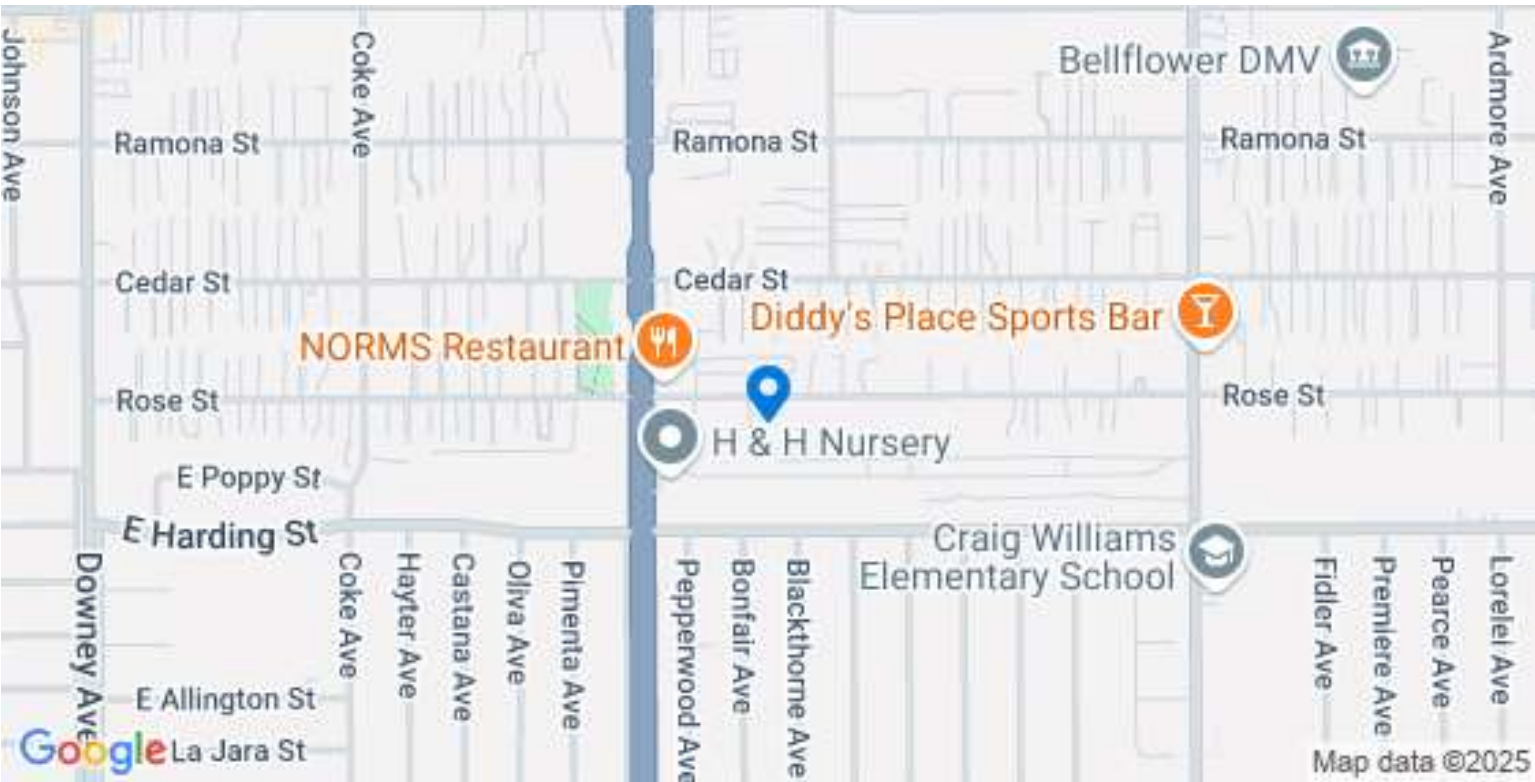 Johnson Ave
Coke Ave
Bellflower DMV
Ardmore Ave
Ramona St
Ramona St
Ramona St
Cedar St
Cedar St
Diddy's Place Sports Bar
NORMS Restaurant
Rose St
Rose St
H & H Nursery
E Poppy St
E Harding St
Craig Williams
Elementary School
Downey Ave
Coke Ave
Hayter Ave
Castana Ave
Oliva Ave
Pimenta Ave
Pepperwood Ave
Bonfair Ave
Blackthorne Ave
Fidler Ave
Premiere Ave
Pearce Ave
Lorelei Ave
E Allington St
Google
La Jara St
Map data ©2025